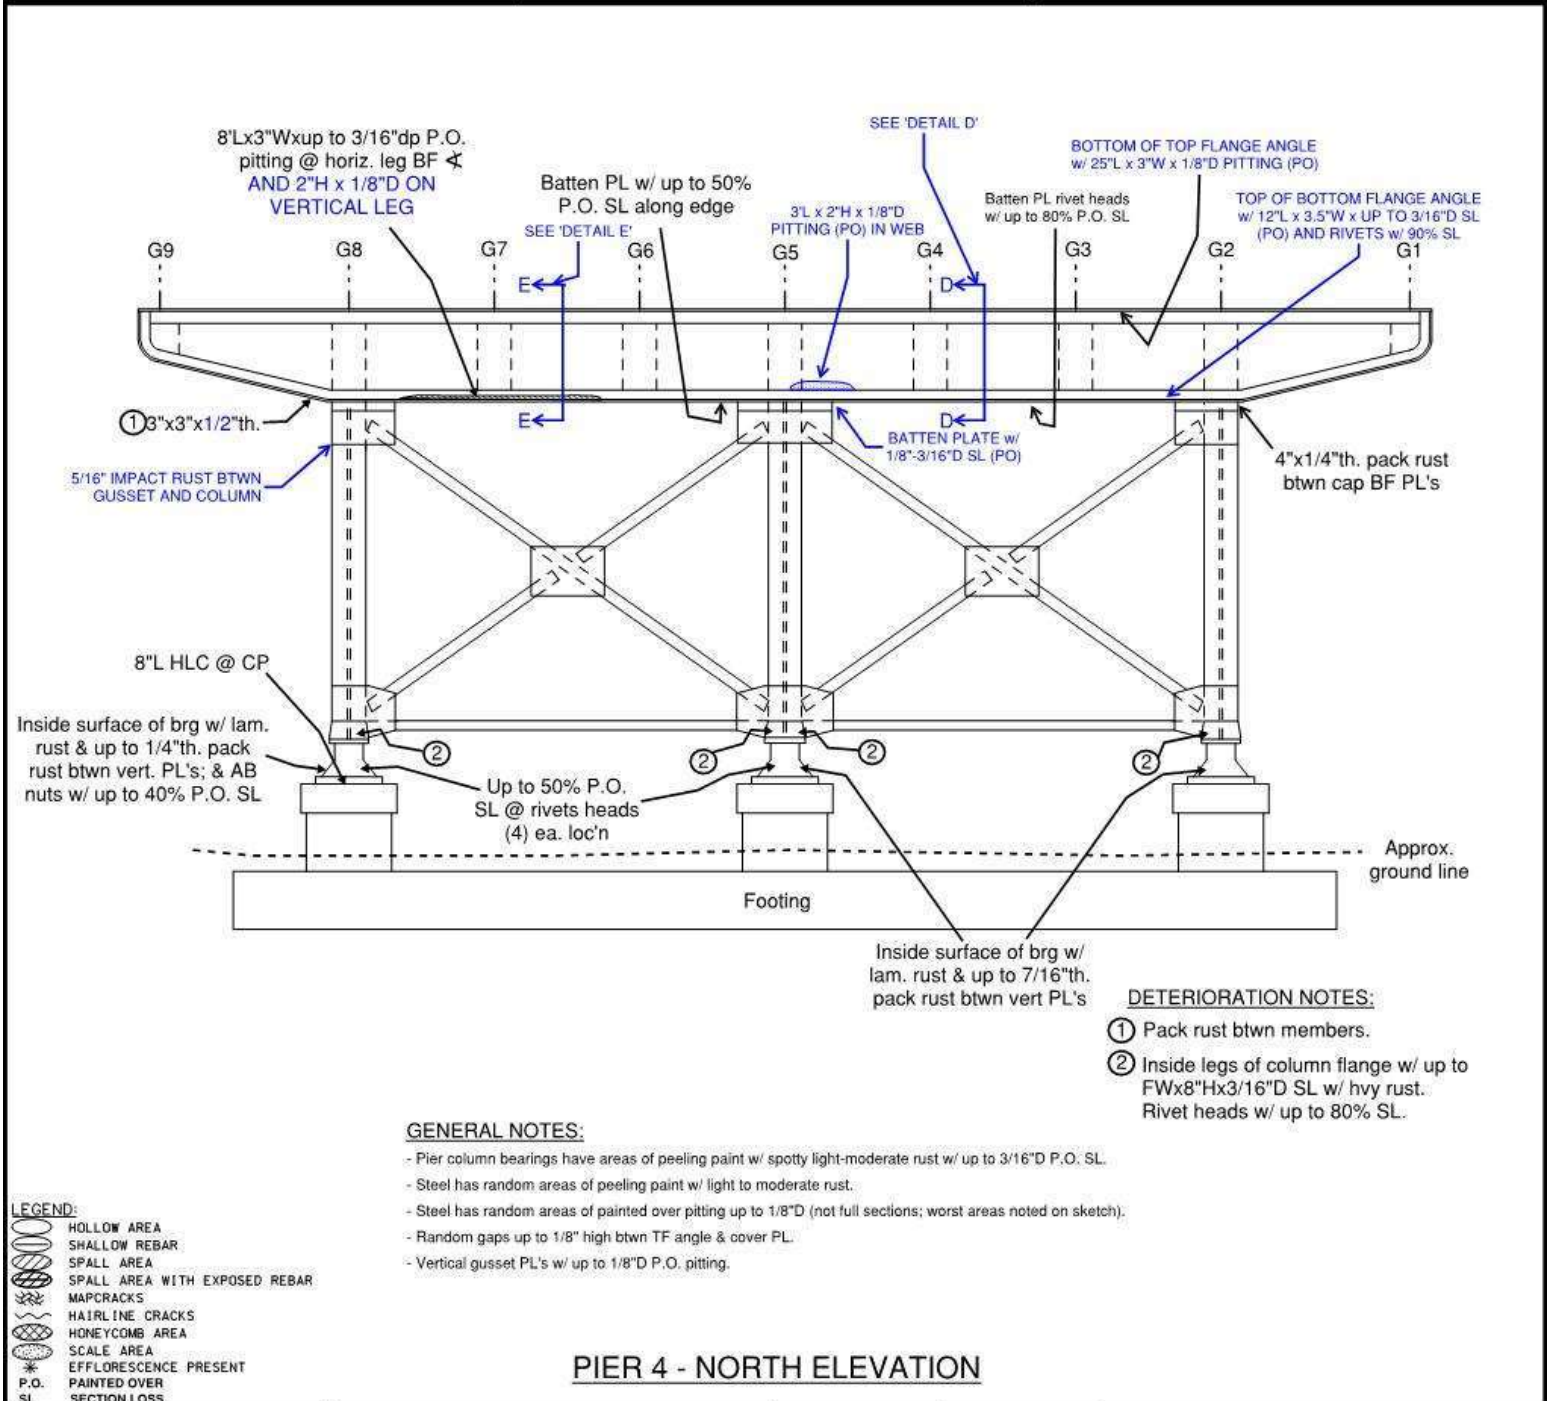 SEE 'DETAIL D'
8'Lx3"Wxup to 3/16"dp P.O.
pitting @ horiz. leg BF ∢
AND 2"H x 1/8"D ON
VERTICAL LEG
BOTTOM OF TOP FLANGE ANGLE
w/ 25"L x 3"W x 1/8"D PITTING (PO)
Batten PL w/ up to 50%
P.O. SL along edge
SEE 'DETAIL E'
3'L x 2"H x 1/8"D
PITTING (PO) IN WEB
Batten PL rivet heads
w/ up to 80% P.O. SL
TOP OF BOTTOM FLANGE ANGLE
w/ 12"L x 3.5"W x UP TO 3/16"D SL
(PO) AND RIVETS w/ 90% SL
G9 G8 G7 G6 G5 G4 G3 G2 G1
E D
E D
① 3"x3"x1/2"th.
BATTEN PLATE w/
1/8"-3/16"D SL (PO)
5/16" IMPACT RUST BTWN
GUSSET AND COLUMN
4"x1/4"th. pack rust
btwn cap BF PL's
8"L HLC @ CP
Inside surface of brg w/ lam.
rust & up to 1/4"th. pack
rust btwn vert. PL's; & AB
nuts w/ up to 40% P.O. SL
② ② ② ②
Up to 50% P.O.
SL @ rivets heads
(4) ea. loc'n
Approx.
ground line
Footing
Inside surface of brg w/
lam. rust & up to 7/16"th.
pack rust btwn vert PL's
DETERIORATION NOTES:
① Pack rust btwn members.
② Inside legs of column flange w/ up to
FWx8"Hx3/16"D SL w/ hvy rust.
Rivet heads w/ up to 80% SL.
GENERAL NOTES:
- Pier column bearings have areas of peeling paint w/ spotty light-moderate rust w/ up to 3/16"D P.O. SL.
- Steel has random areas of peeling paint w/ light to moderate rust.
- Steel has random areas of painted over pitting up to 1/8"D (not full sections; worst areas noted on sketch).
- Random gaps up to 1/8" high btwn TF angle & cover PL.
- Vertical gusset PL's w/ up to 1/8"D P.O. pitting.
LEGEND:
HOLLOW AREA
SHALLOW REBAR
SPALL AREA
SPALL AREA WITH EXPOSED REBAR
MAPCRACKS
HAIRLINE CRACKS
HONEYCOMB AREA
SCALE AREA
EFFLORESCENCE PRESENT
P.O. PAINTED OVER
SL SECTION LOSS
PIER 4 - NORTH ELEVATION